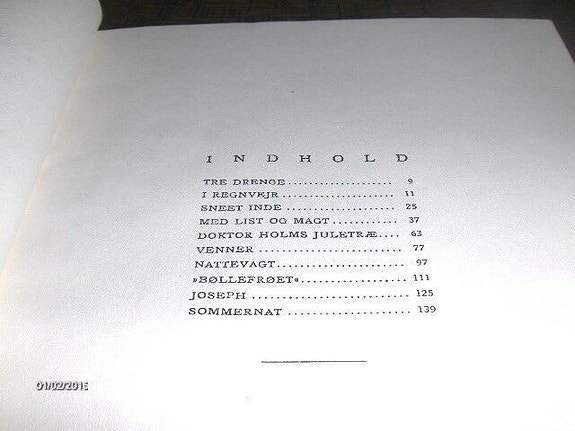 INDHOLD
TRE DRENGE................... 9
I REGNVEJR................... 11
SNEET INDE.................... 25
MED LIST OG MAGT............ 37
DOKTOR HOLMS JULETRÆ.... 63
VENNER ......................... 77
NATTEVAGT....................... 97
»BØLLEFRØET«................... 111
JOSEPH ............................ 125
SOMMERNAT ..................... 139
01/02/2015